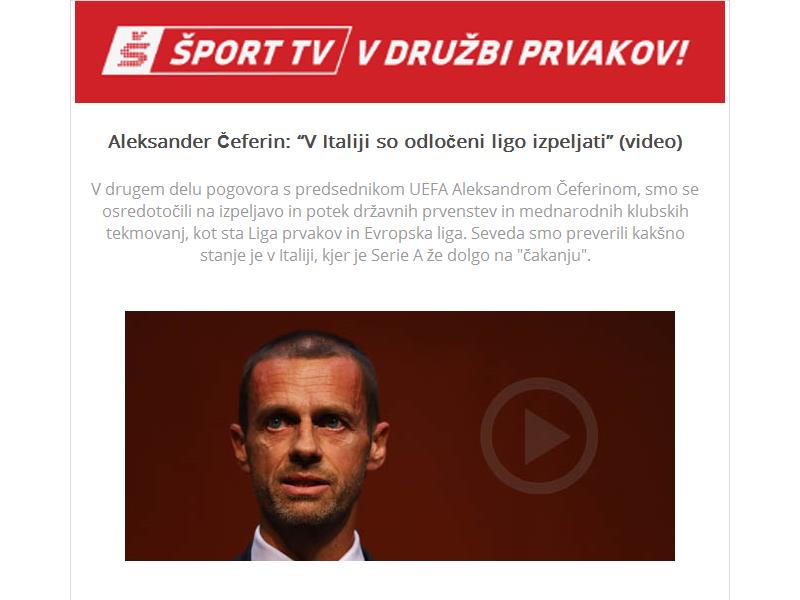 Š ŠPORT TV V DRUŽBI PRVAKOV!
Aleksander Čeferin: “V Italiji so odločeni ligo izpeljati” (video)
V drugem delu pogovora s predsednikom UEFA Aleksandrom Čeferinom, smo se
osredotočili na izpeljavo in potek državnih prvenstev in mednarodnih klubskih
tekmovanj, kot sta Liga prvakov in Evropska liga. Seveda smo preverili kakšno
stanje je v Italiji, kjer je Serie A že dolgo na "čakanju".